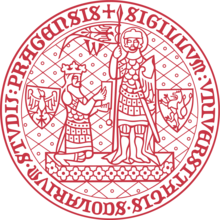 ✝ SIGILLVM : VNIVERSITATIS : SCOLARIVM : STVDII : PRAGENSIS